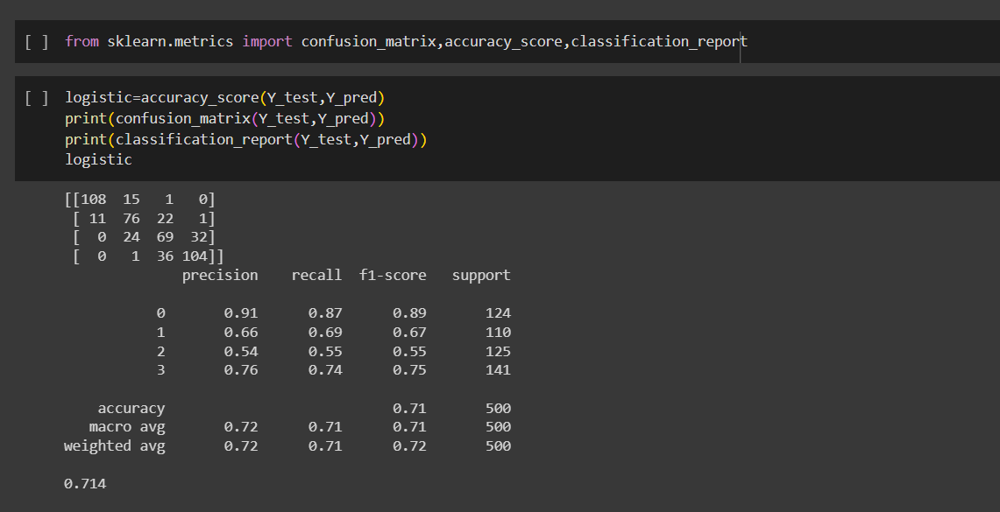 [ ] from sklearn.metrics import confusion_matrix,accuracy_score,classification_report
[ ] logistic=accuracy_score(Y_test,Y_pred)
print(confusion_matrix(Y_test,Y_pred))
print(classification_report(Y_test,Y_pred))
logistic
[[108  15   1   0]
 [ 11  76  22   1]
 [  0  24  69  32]
 [  0   1  36 104]]
              precision    recall  f1-score   support
           0       0.91      0.87      0.89       124
           1       0.66      0.69      0.67       110
           2       0.54      0.55      0.55       125
           3       0.76      0.74      0.75       141
    accuracy                           0.71       500
   macro avg       0.72      0.71      0.71       500
weighted avg       0.72      0.71      0.72       500
0.714